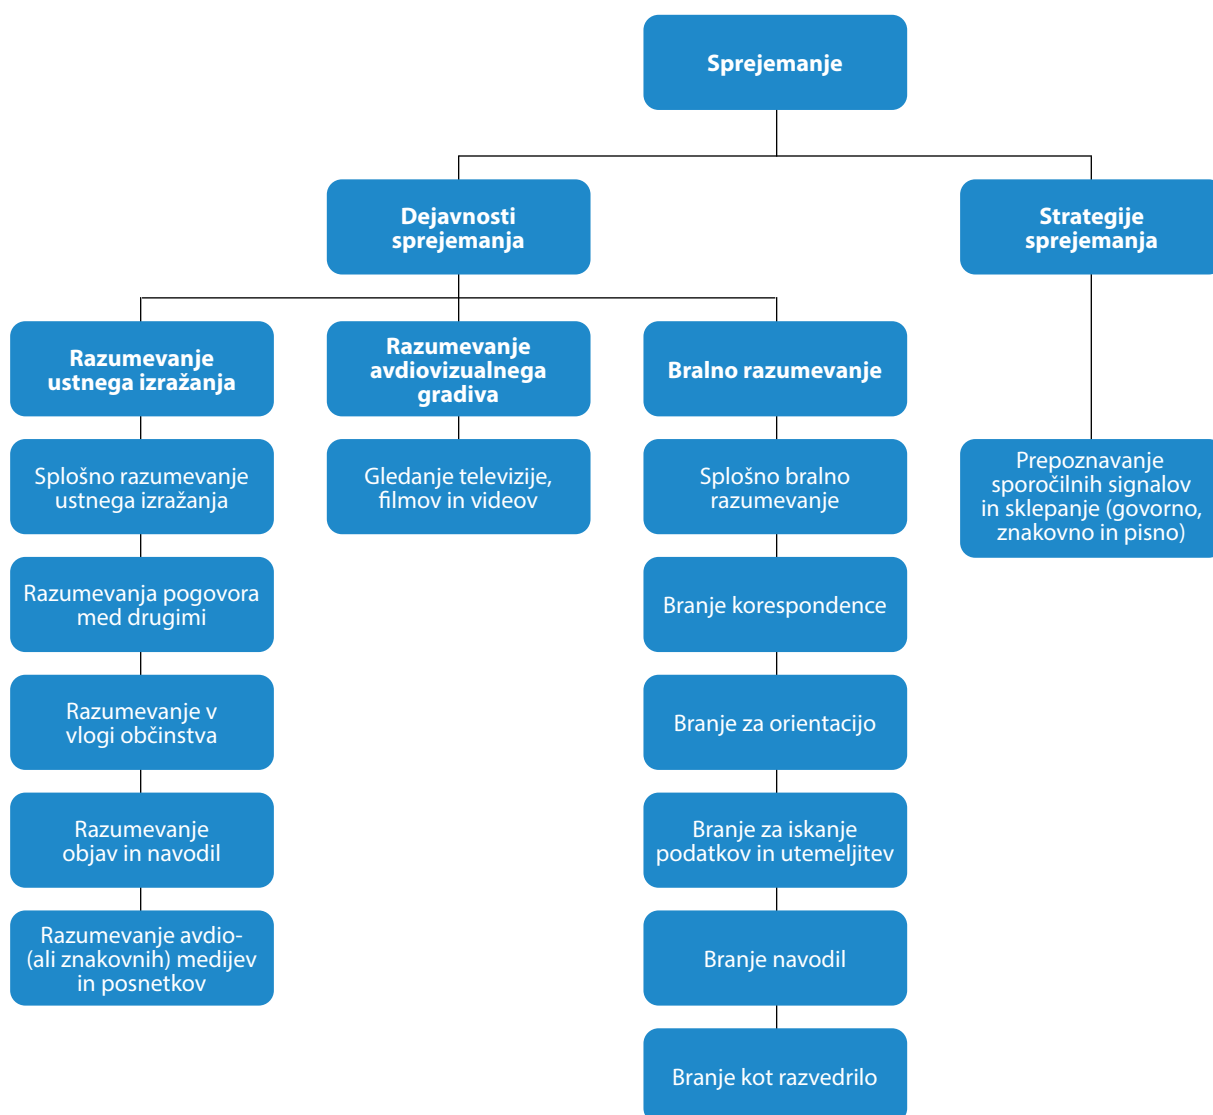 Sprejemanje
Dejavnosti
sprejemanja
Strategije
sprejemanja
Razumevanje
ustnega izražanja
Razumevanje
avdiovizualnega
gradiva
Bralno razumevanje
Splošno razumevanje
ustnega izražanja
Gledanje televizije,
filmov in videov
Splošno bralno
razumevanje
Prepoznavanje
sporočilnih signalov
in sklepanje (govorno,
znakovno in pisno)
Razumevanja pogovora
med drugimi
Branje korespondence
Razumevanje v
vlogi občinstva
Branje za orientacijo
Razumevanje
objav in navodil
Branje za iskanje
podatkov in utemeljitev
Razumevanje avdio-
(ali znakovnih) medijev
in posnetkov
Branje navodil
Branje kot razvedrilo